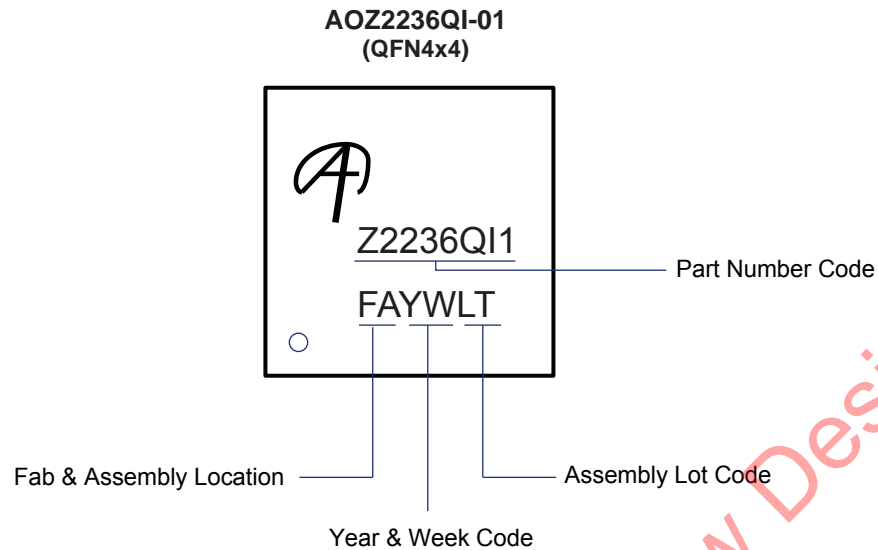 AOZ2236QI-01
(QFN4x4)
Z2236QI1
Part Number Code
FAYWLT
Fab & Assembly Location
Assembly Lot Code
Year & Week Code